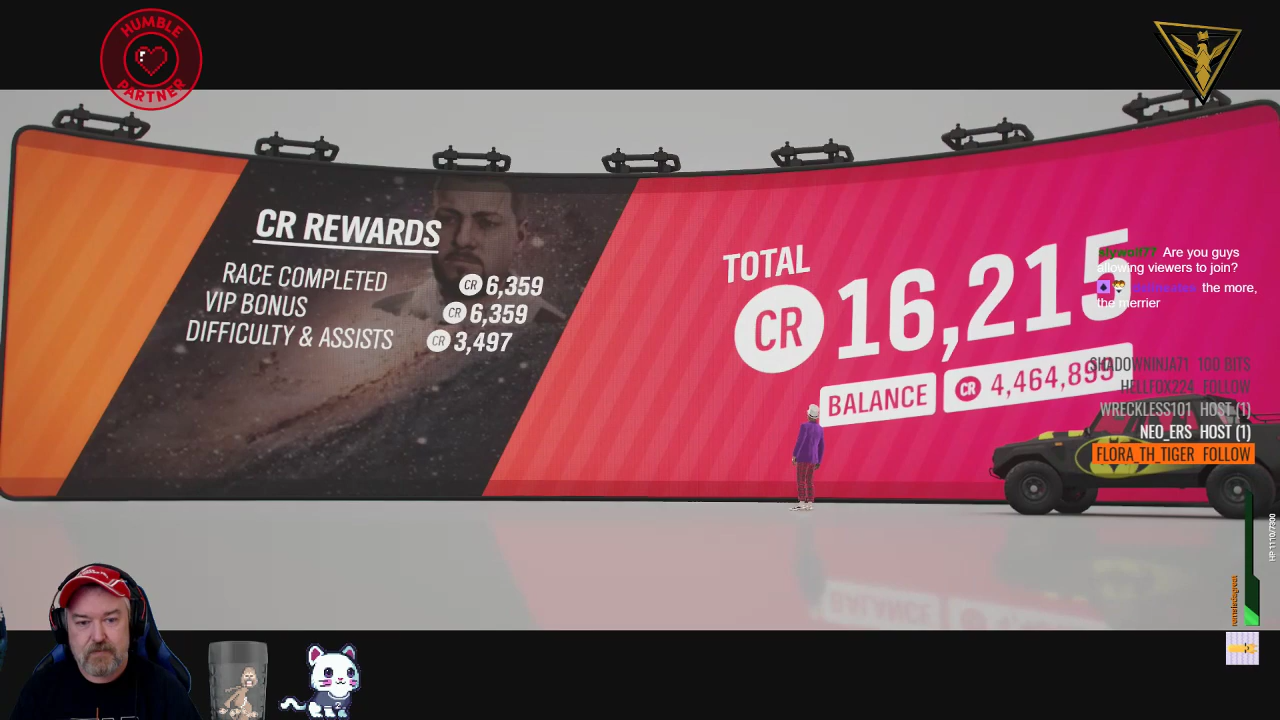 HUMBLE
PARTNER
CR REWARDS
RACE COMPLETED CR 6,359
VIP BONUS CR 6,359
DIFFICULTY & ASSISTS CR 3,497
TOTAL
CR 16,215
BALANCE CR 4,464,899
Are you guys
allowing viewers to join?
the more,
the merrier
SHADOWNINJA71 100 BITS
HELLFOX224 FOLLOW
WRECKLESS101 HOST (1)
NEO_ERS HOST (1)
FLORA_TH_TIGER FOLLOW